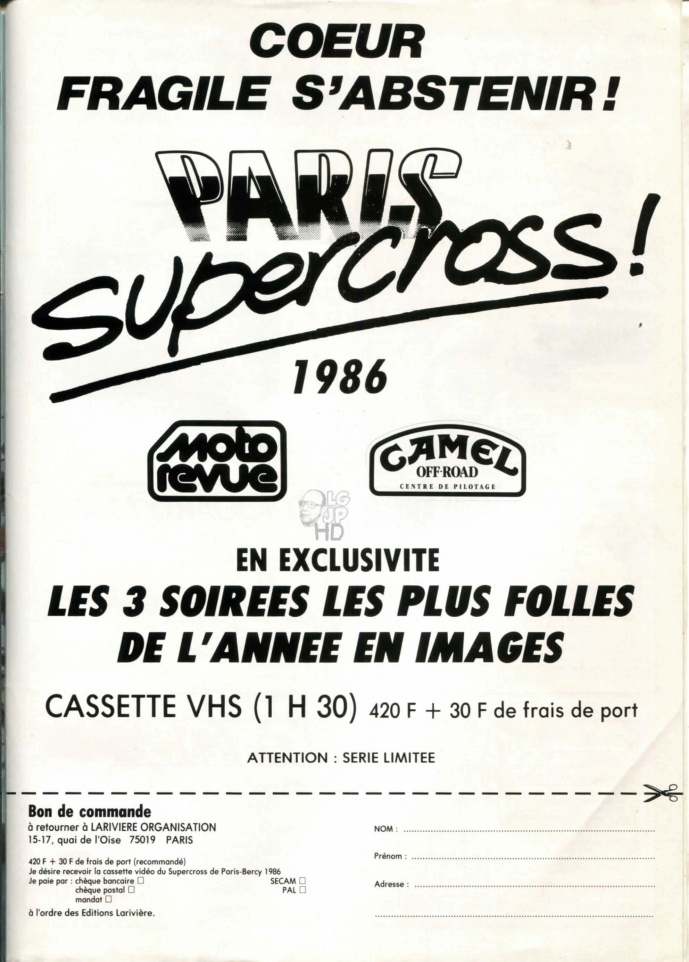 COEUR
FRAGILE S'ABSTENIR!
PARIS
supercross!
1986
Moto
revue
CAMEL
OFF-ROAD
CENTRE DE PILOTAGE
LG
JP
HD
EN EXCLUSIVITE
LES 3 SOIREES LES PLUS FOLLES
DE L'ANNEE EN IMAGES
CASSETTE VHS (1 H 30) 420 F + 30 F de frais de port
ATTENTION : SERIE LIMITEE
Bon de commande
à retourner à LARIVIERE ORGANISATION
15-17, quai de l'Oise 75019 PARIS
420 F + 30 F de frais de port (recommandé)
Je désire recevoir la cassette vidéo du Supercross de Paris-Bercy 1986
Je paie par : chèque bancaire □ SECAM □
chèque postal □ PAL □
mandat □
à l'ordre des Editions Larivière.
NOM :
Prénom :
Adresse :